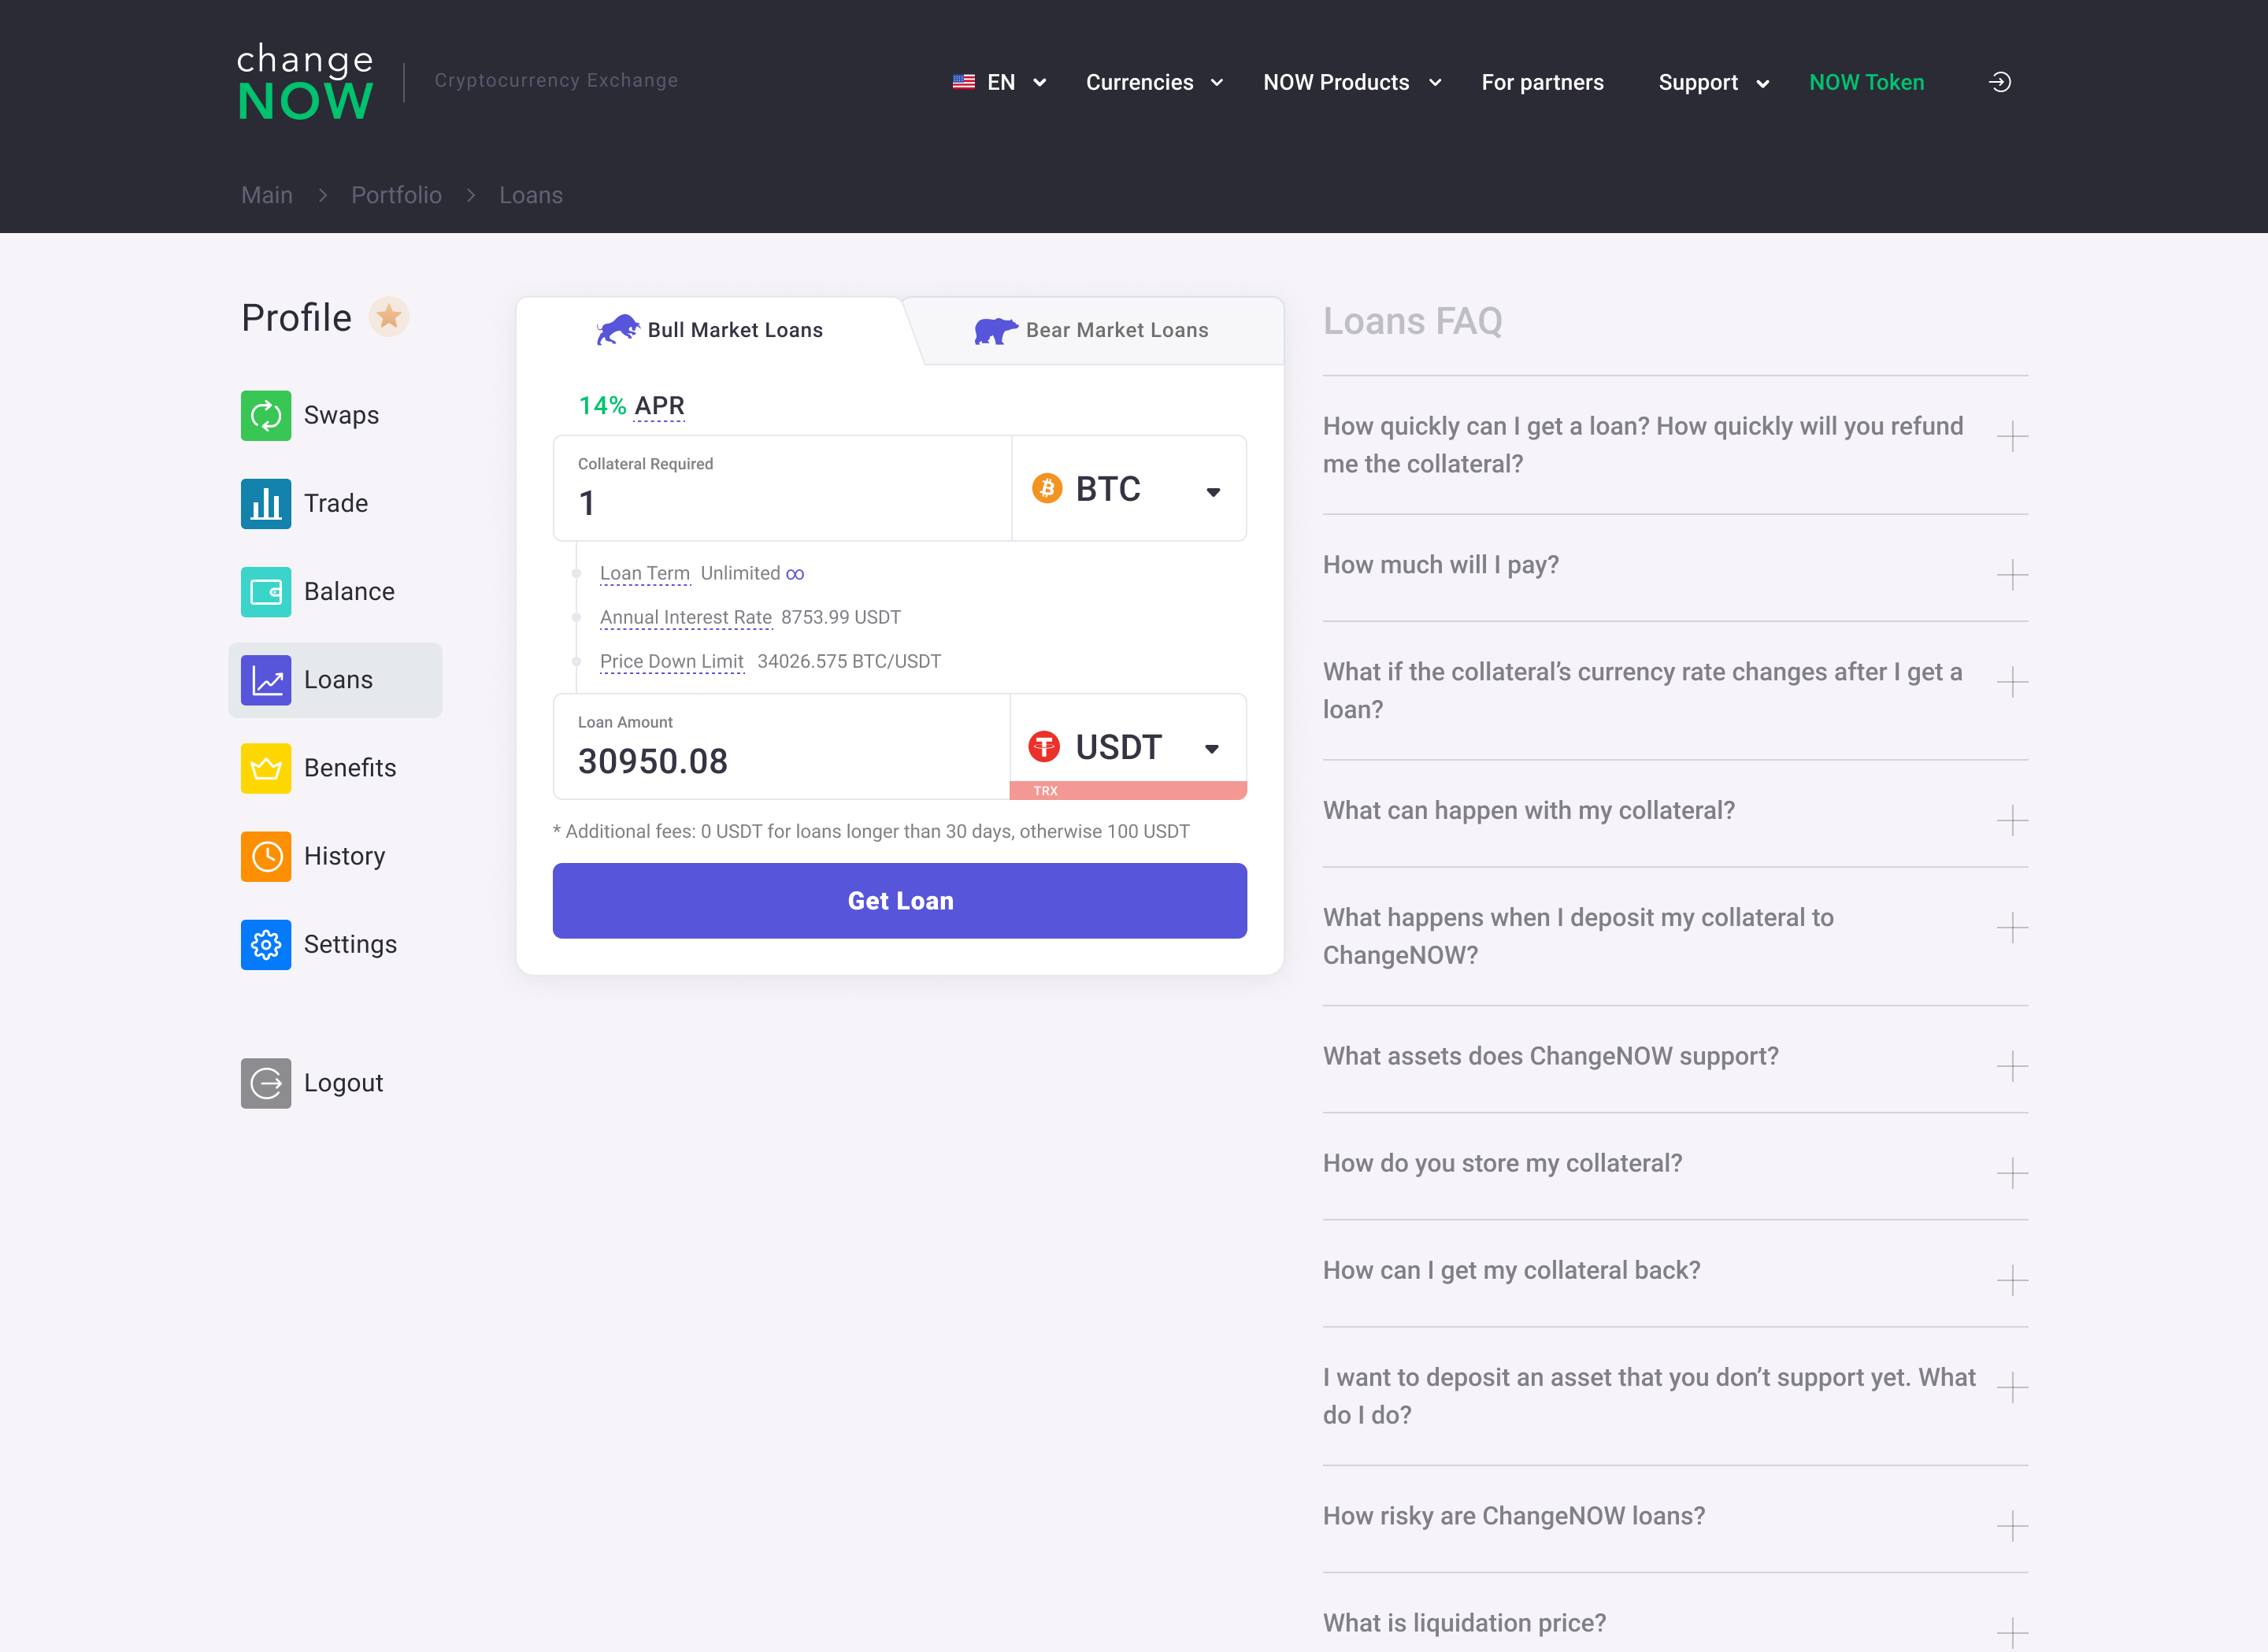 change
NOW
Cryptocurrency Exchange
EN
Currencies
NOW Products
For partners
Support
NOW Token
Main
Portfolio
Loans
Profile
Swaps
Trade
Balance
Loans
Benefits
History
Settings
Logout
Bull Market Loans
Bear Market Loans
14% APR
Collateral Required
1
BTC
Loan Term Unlimited ∞
Annual Interest Rate 8753.99 USDT
Price Down Limit 34026.575 BTC/USDT
Loan Amount
30950.08
USDT
TRX
* Additional fees: 0 USDT for loans longer than 30 days, otherwise 100 USDT
Get Loan
Loans FAQ
How quickly can I get a loan? How quickly will you refund
me the collateral?
How much will I pay?
What if the collateral’s currency rate changes after I get a
loan?
What can happen with my collateral?
What happens when I deposit my collateral to
ChangeNOW?
What assets does ChangeNOW support?
How do you store my collateral?
How can I get my collateral back?
I want to deposit an asset that you don’t support yet. What
do I do?
How risky are ChangeNOW loans?
What is liquidation price?